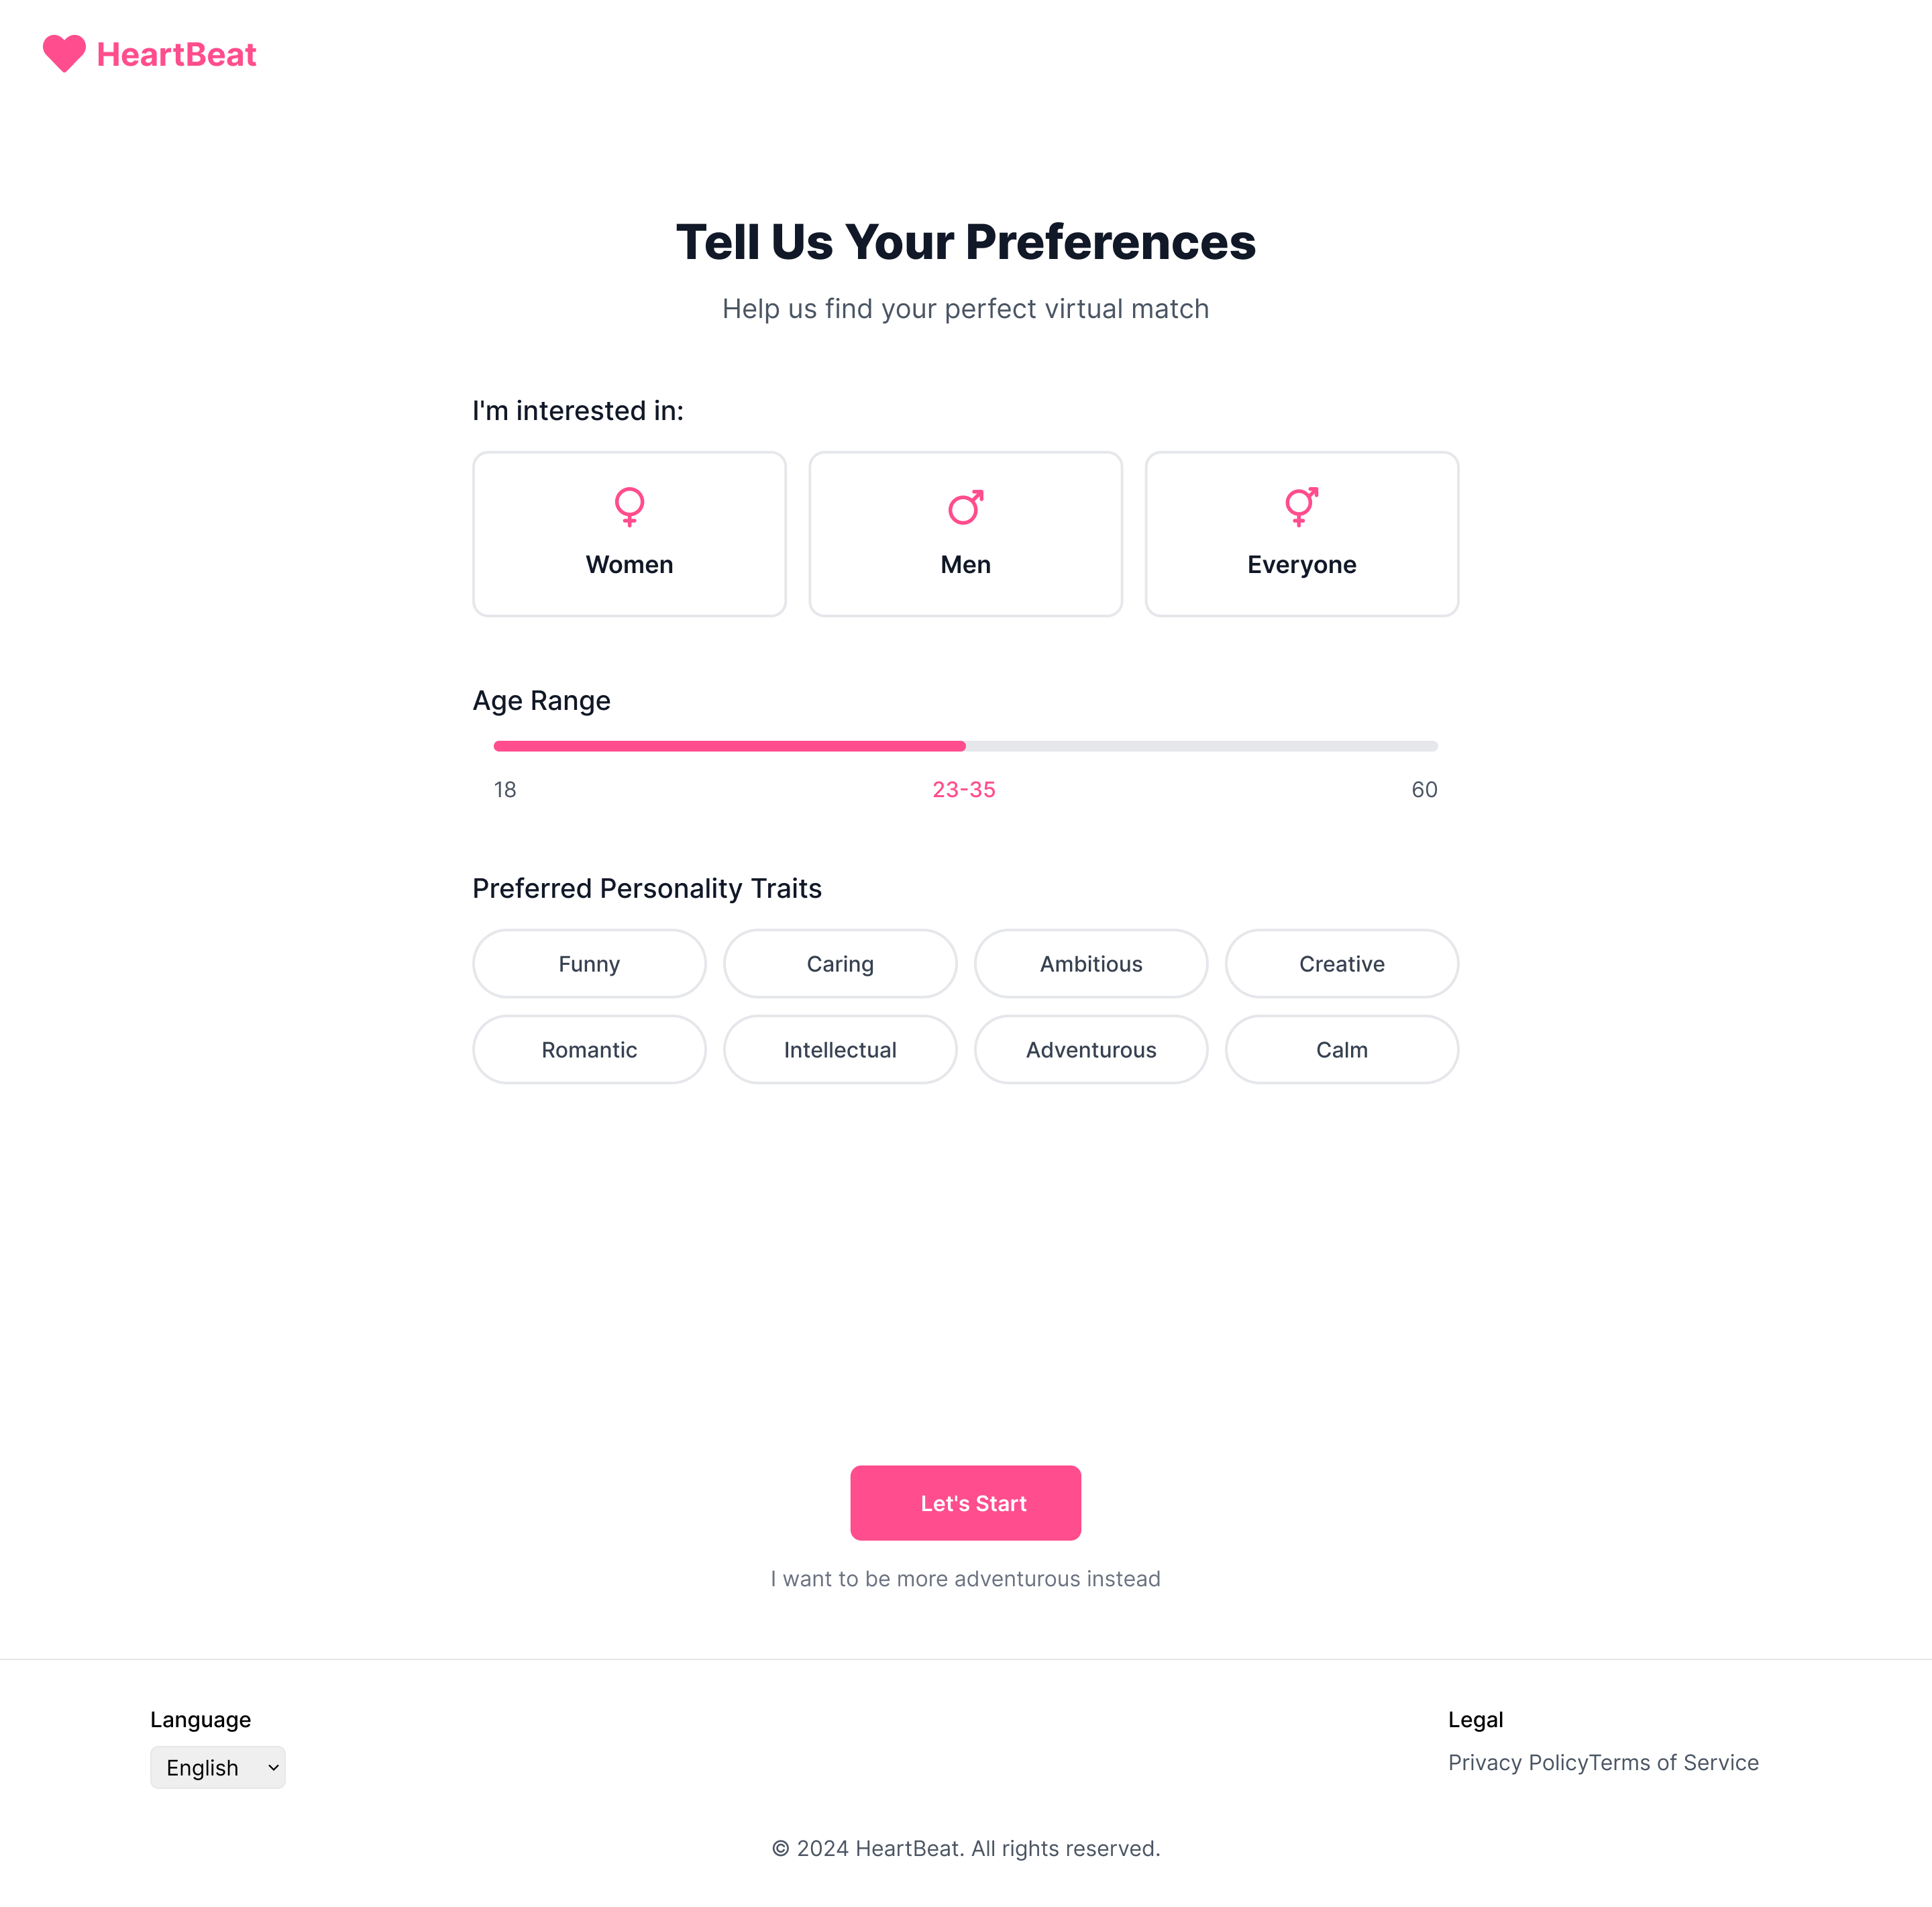 HeartBeat
Tell Us Your Preferences
Help us find your perfect virtual match
I'm interested in:
Women
Men
Everyone
Age Range
18
23-35
60
Preferred Personality Traits
Funny
Caring
Ambitious
Creative
Romantic
Intellectual
Adventurous
Calm
Let's Start
I want to be more adventurous instead
Language
English
Legal
Privacy PolicyTerms of Service
© 2024 HeartBeat. All rights reserved.